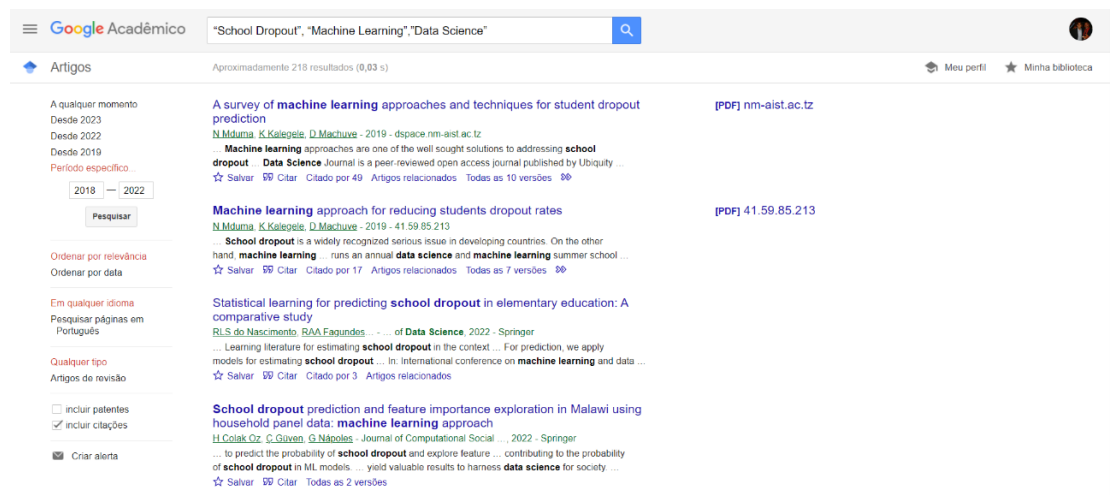 Google Acadêmico
“School Dropout”, “Machine Learning”,”Data Science”
Artigos
Aproximadamente 218 resultados (0,03 s)
Meu perfil
Minha biblioteca
A qualquer momento
Desde 2023
Desde 2022
Desde 2019
Período específico...
2018 — 2022
Pesquisar
Ordenar por relevância
Ordenar por data
Em qualquer idioma
Pesquisar páginas em
Português
Qualquer tipo
Artigos de revisão
incluir patentes
incluir citações
Criar alerta
A survey of machine learning approaches and techniques for student dropout
prediction
N Mduma, K Kalegele, D Machuve - 2019 - dspace.nm-aist.ac.tz
... Machine learning approaches are one of the well sought solutions to addressing school
dropout ... Data Science Journal is a peer-reviewed open access journal published by Ubiquity ...
Salvar Citar Citado por 49 Artigos relacionados Todas as 10 versões
[PDF] nm-aist.ac.tz
Machine learning approach for reducing students dropout rates
N Mduma, K Kalegele, D Machuve - 2019 - 41.59.85.213
... School dropout is a widely recognized serious issue in developing countries. On the other
hand, machine learning ... runs an annual data science and machine learning summer school ...
Salvar Citar Citado por 17 Artigos relacionados Todas as 7 versões
[PDF] 41.59.85.213
Statistical learning for predicting school dropout in elementary education: A
comparative study
RLS do Nascimento, RAA Fagundes... - ... of Data Science, 2022 - Springer
... Learning literature for estimating school dropout in the context ... For prediction, we apply
models for estimating school dropout ... In: International conference on machine learning and data ...
Salvar Citar Citado por 3 Artigos relacionados
School dropout prediction and feature importance exploration in Malawi using
household panel data: machine learning approach
H Colak Oz, Ç Güven, G Nápoles - Journal of Computational Social ..., 2022 - Springer
... to predict the probability of school dropout and explore feature ... contributing to the probability
of school dropout in ML models. ... yield valuable results to harness data science for society. ...
Salvar Citar Todas as 2 versões